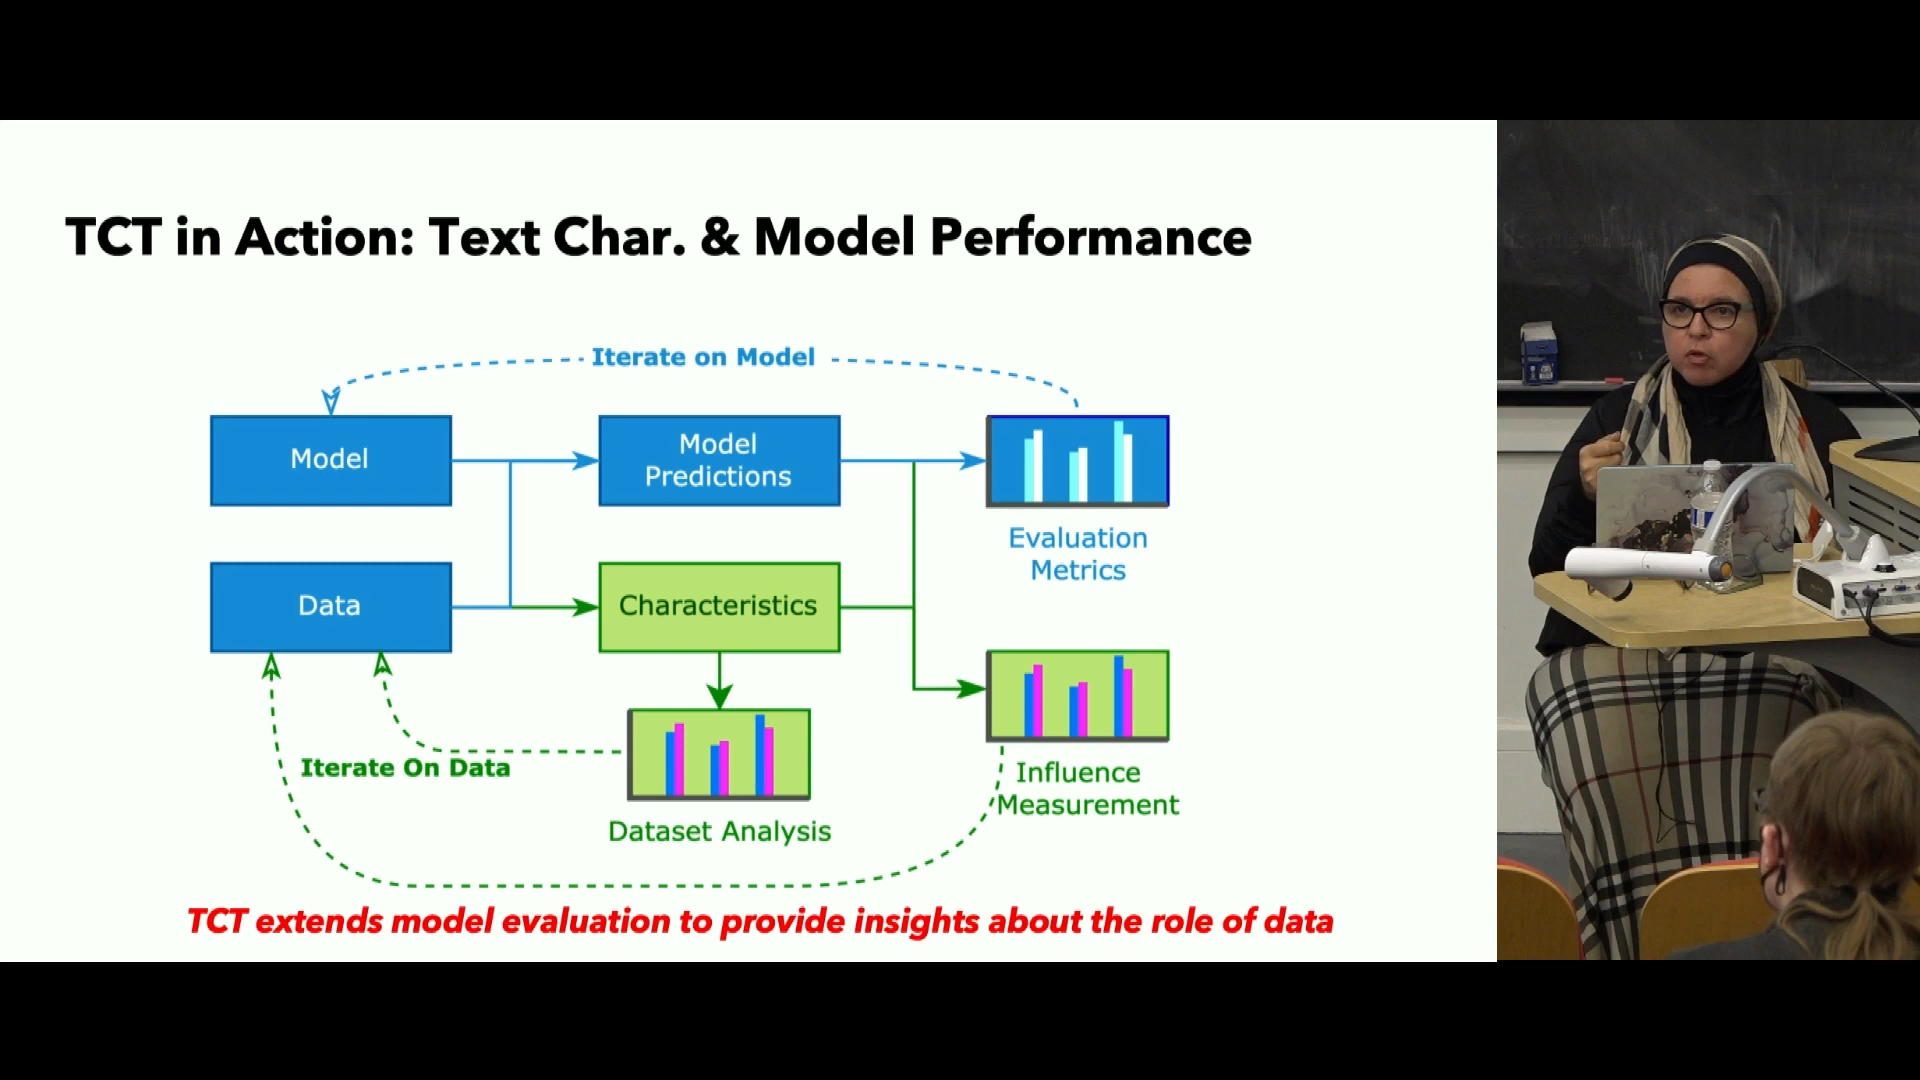 TCT in Action: Text Char. & Model Performance
Iterate on Model
Model
Model
Predictions
Evaluation
Metrics
Data
Characteristics
Iterate On Data
Dataset Analysis
Influence
Measurement
TCT extends model evaluation to provide insights about the role of data